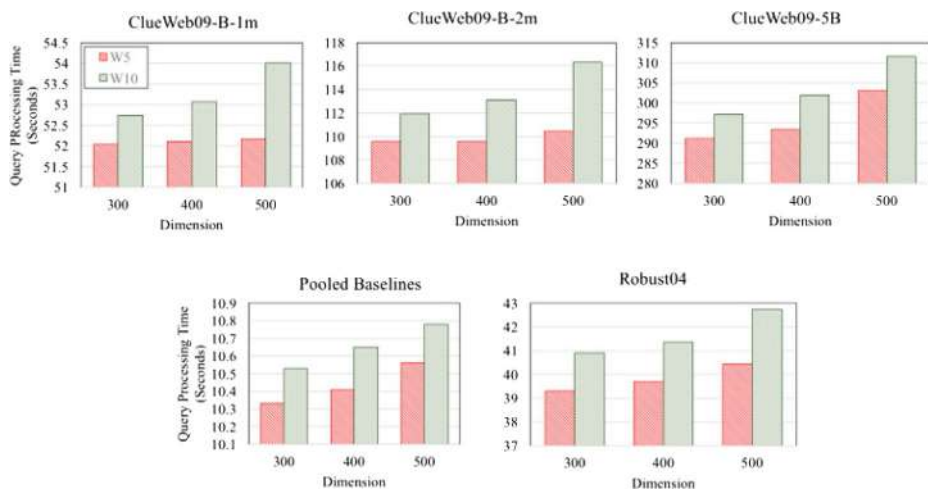 ClueWeb09-B-1m
ClueWeb09-B-2m
ClueWeb09-5B
Query PRocessing Time
(Seconds)
54.5
54
53.5
53
52.5
52
51.5
51
W5
W10
300 400 500
Dimension
118
116
114
112
110
108
106
300 400 500
Dimension
315
310
305
300
295
290
285
280
300 400 500
Dimension
Pooled Baselines
Robust04
Query Processing Time
(Seconds)
10.9
10.8
10.7
10.6
10.5
10.4
10.3
10.2
10.1
300 400 500
Dimension
43
42
41
40
39
38
37
300 400 500
Dimension